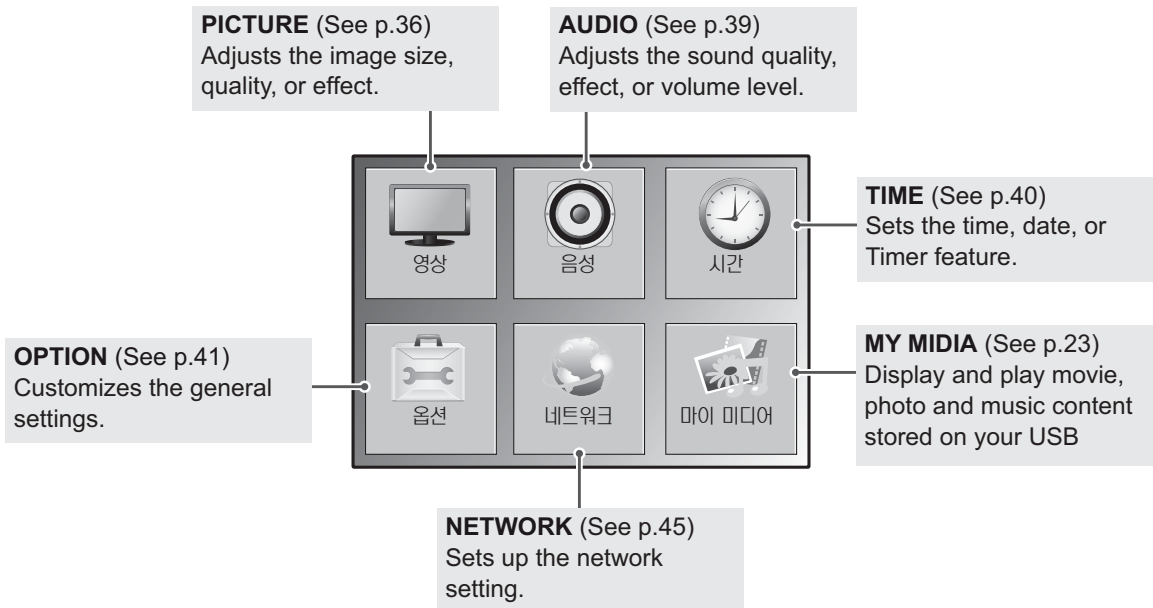 PICTURE (See p.36)
Adjusts the image size,
quality, or effect.
AUDIO (See p.39)
Adjusts the sound quality,
effect, or volume level.
영상
음성
시간
TIME (See p.40)
Sets the time, date, or
Timer feature.
OPTION (See p.41)
Customizes the general
settings.
옵션
네트워크
마이 미디어
MY MIDIA (See p.23)
Display and play movie,
photo and music content
stored on your USB
NETWORK (See p.45)
Sets up the network
setting.